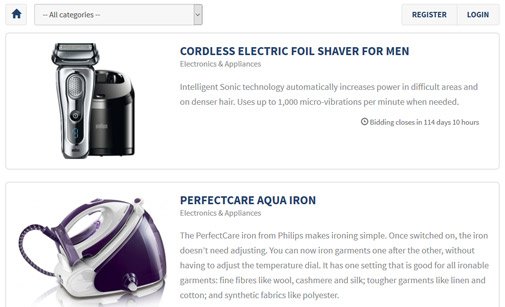 -- All categories --
REGISTER
LOGIN
CORDLESS ELECTRIC FOIL SHAVER FOR MEN
Electronics & Appliances
Intelligent Sonic technology automatically increases power in difficult areas and
on denser hair. Uses up to 1,000 micro-vibrations per minute when needed.
Bidding closes in 114 days 10 hours
PERFECTCARE AQUA IRON
Electronics & Appliances
The PerfectCare iron from Philips makes ironing simple. Once switched on, the iron
doesn't need adjusting. You can now iron garments one after the other, without
having to adjust the temperature dial. It has one setting that is good for all ironable
garments: fine fibres like wool, cashmere and silk; tougher garments like linen and
cotton; and synthetic fabrics like polyester.